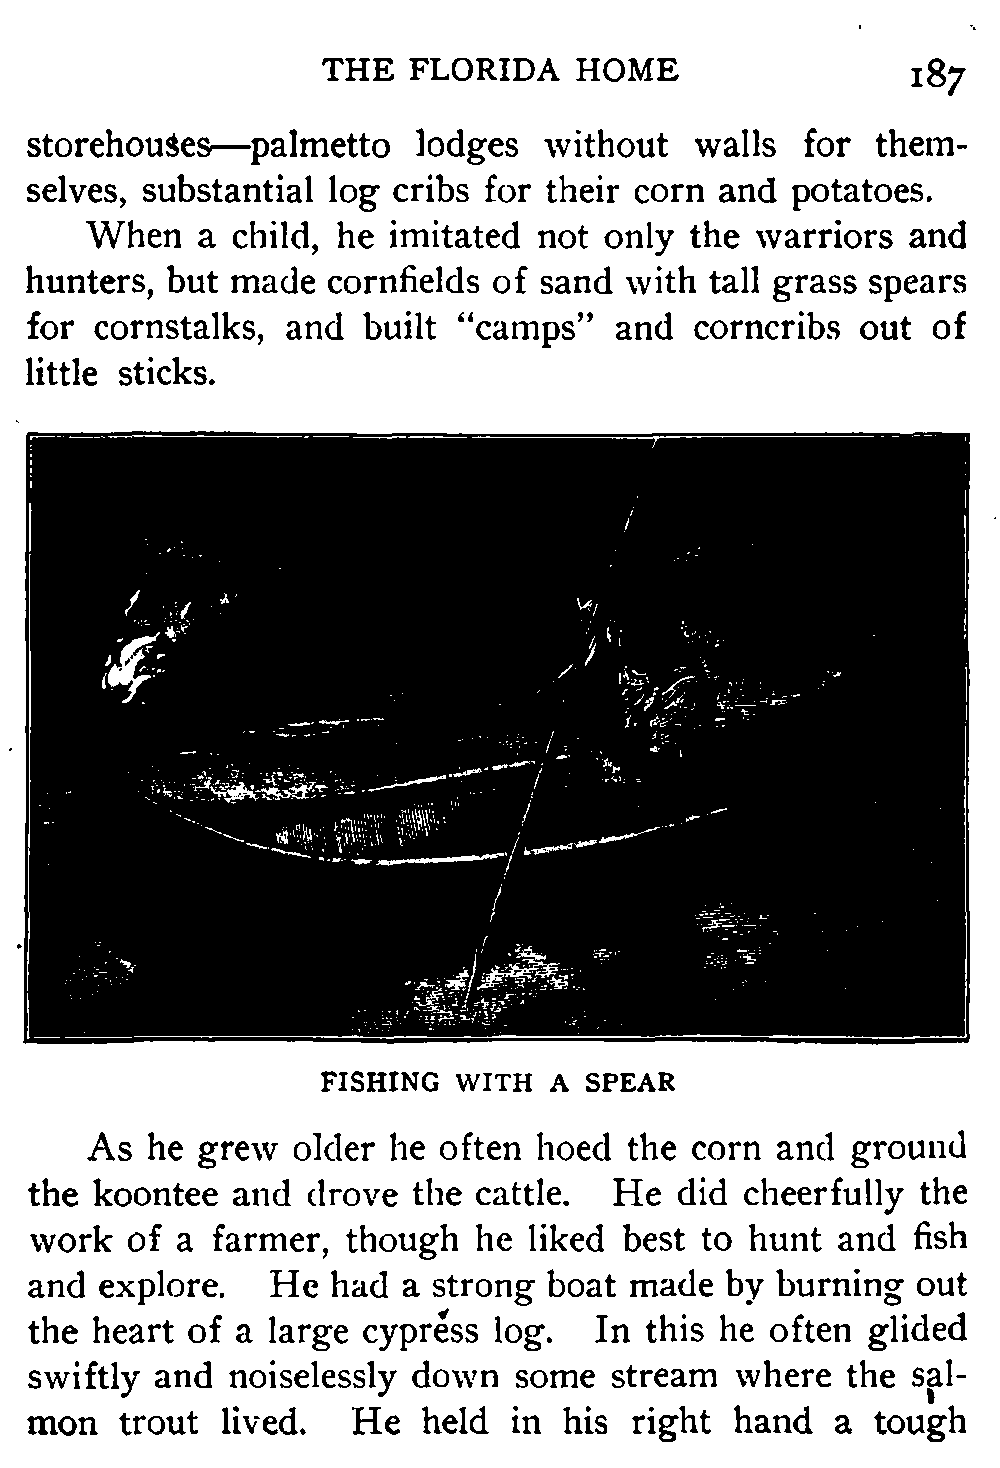 THE FLORIDA HOME 187
storehouses—palmetto lodges without walls for them-
selves, substantial log cribs for their corn and potatoes.
When a child, he imitated not only the warriors and
hunters, but made cornfields of sand with tall grass spears
for cornstalks, and built “camps” and corncribs out of
little sticks.
FISHING WITH A SPEAR
As he grew older he often hoed the corn and ground
the koontee and drove the cattle. He did cheerfully the
work of a farmer, though he liked best to hunt and fish
and explore. He had a strong boat made by burning out
the heart of a large cypress log. In this he often glided
swiftly and noiselessly down some stream where the sal-
mon trout lived. He held in his right hand a tough